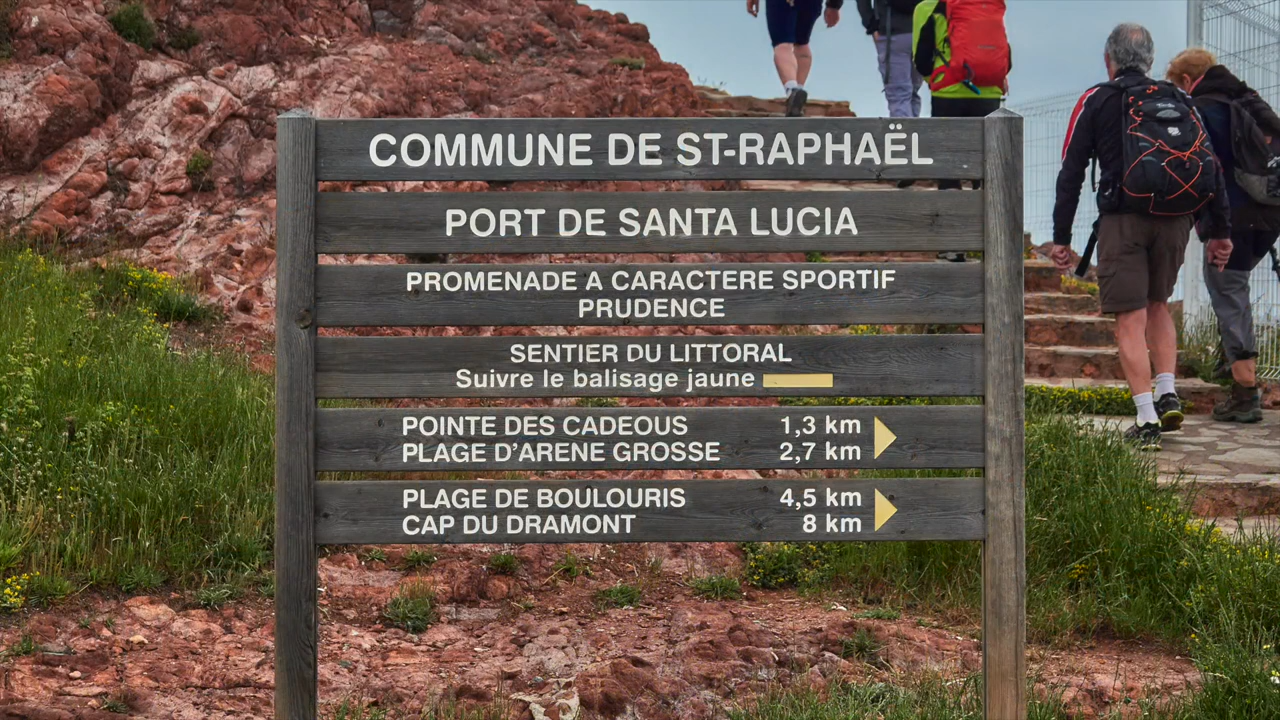 COMMUNE DE ST-RAPHAËL
PORT DE SANTA LUCIA
PROMENADE A CARACTERE SPORTIF
PRUDENCE
SENTIER DU LITTORAL
Suivre le balisage jaune
POINTE DES CADEOUS 1,3 km
PLAGE D'ARENE GROSSE 2,7 km
PLAGE DE BOULOURIS 4,5 km
CAP DU DRAMONT 8 km